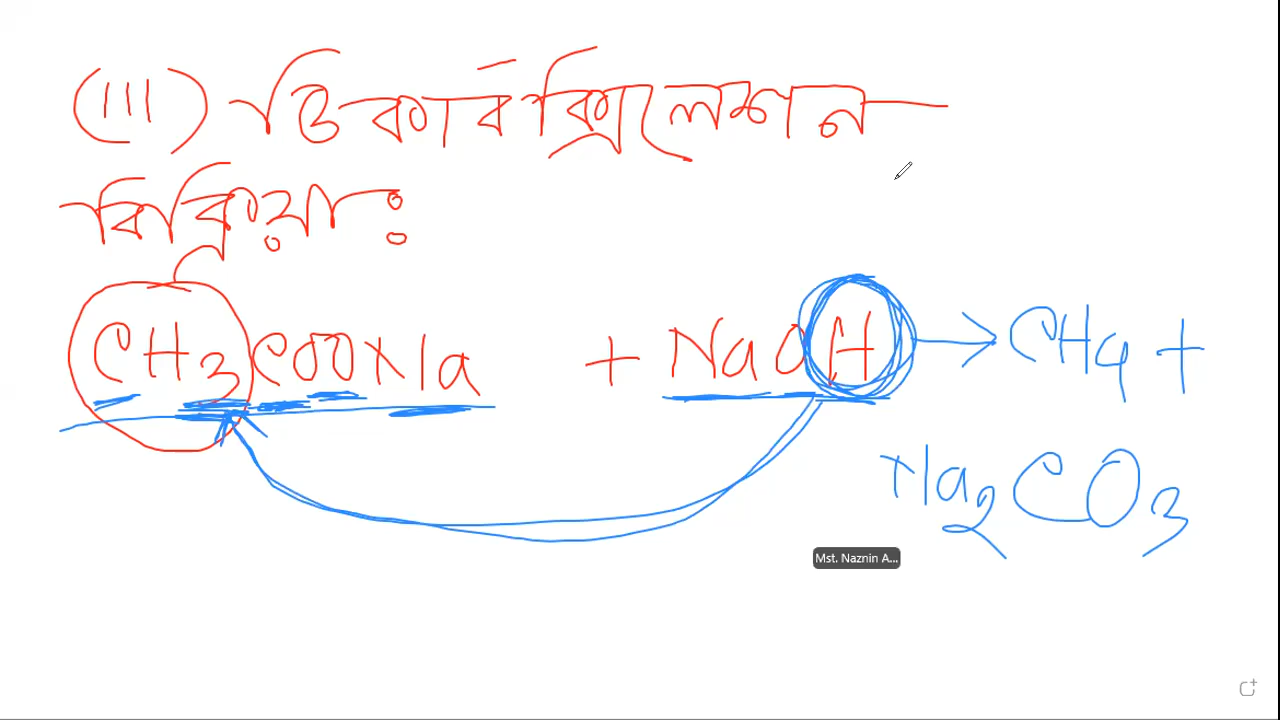 (III) ডিকার্বক্সিলেশন
বিক্রিয়াঃ
CH3COONa + NaOH → CH4 +
Na2CO3
Mst. Naznin A...